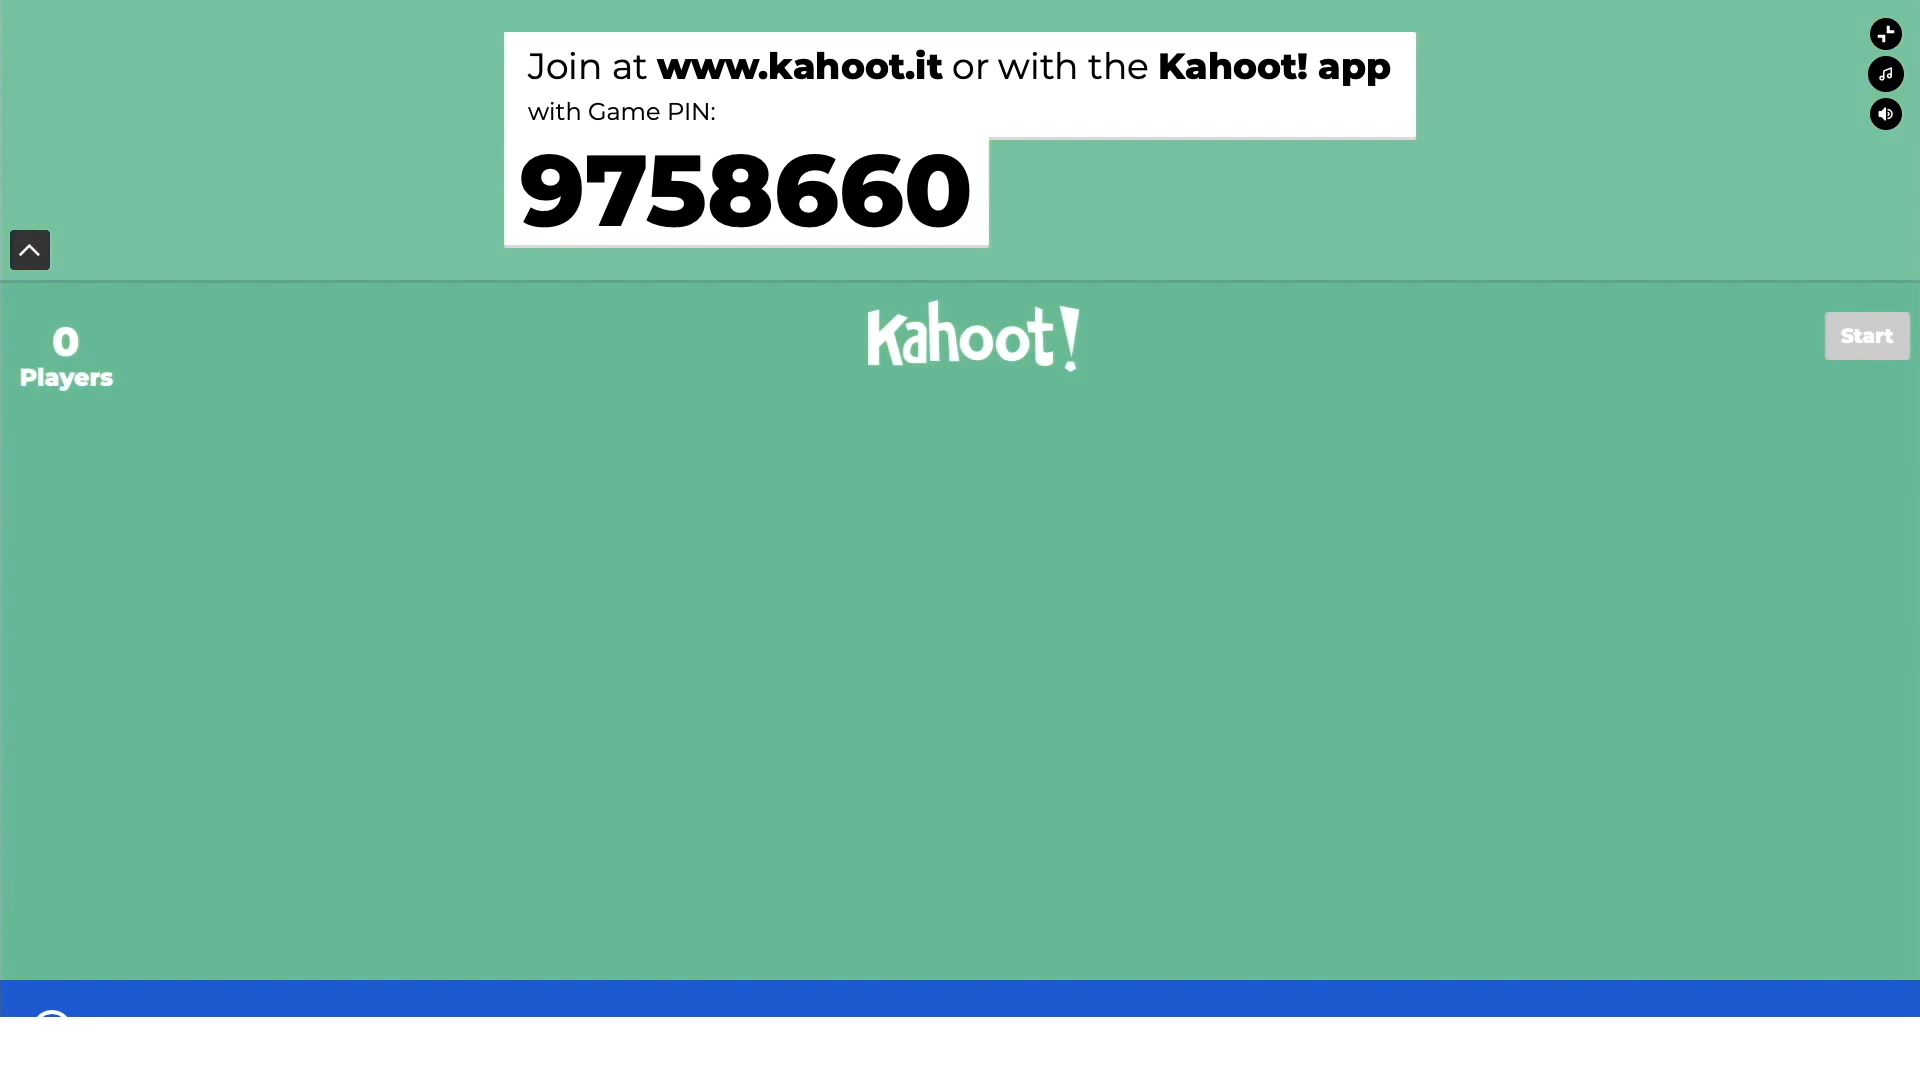 Join at www.kahoot.it or with the Kahoot! app
with Game PIN:
9758660
Kahoot!
0
Players
Start